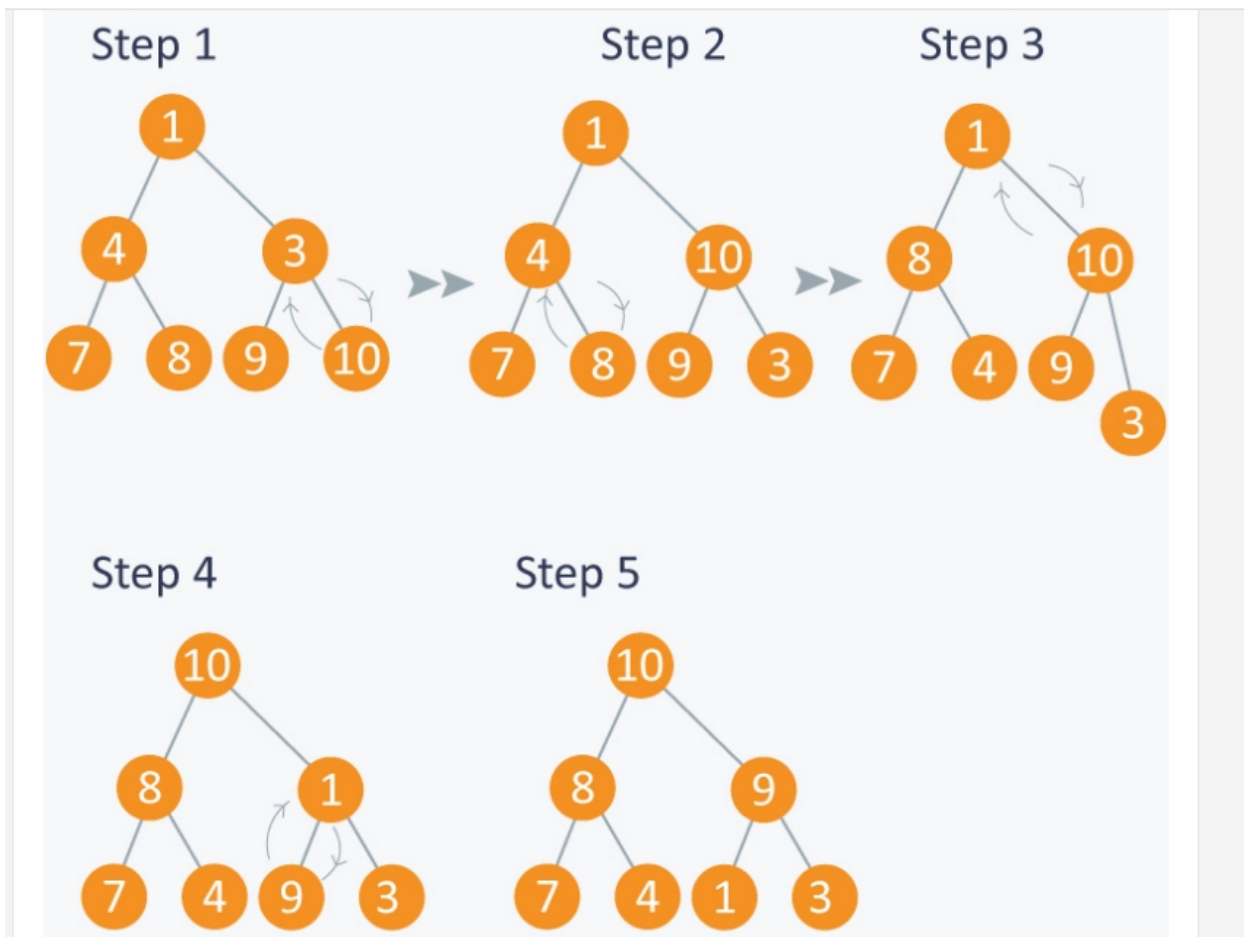 Step 1 Step 2 Step 3
1 1 1
4 3 4 10 8 10
7 8 9 10 7 8 9 3 7 4 9
3
Step 4 Step 5
10 10
8 1 8 9
7 4 9 3 7 4 1 3